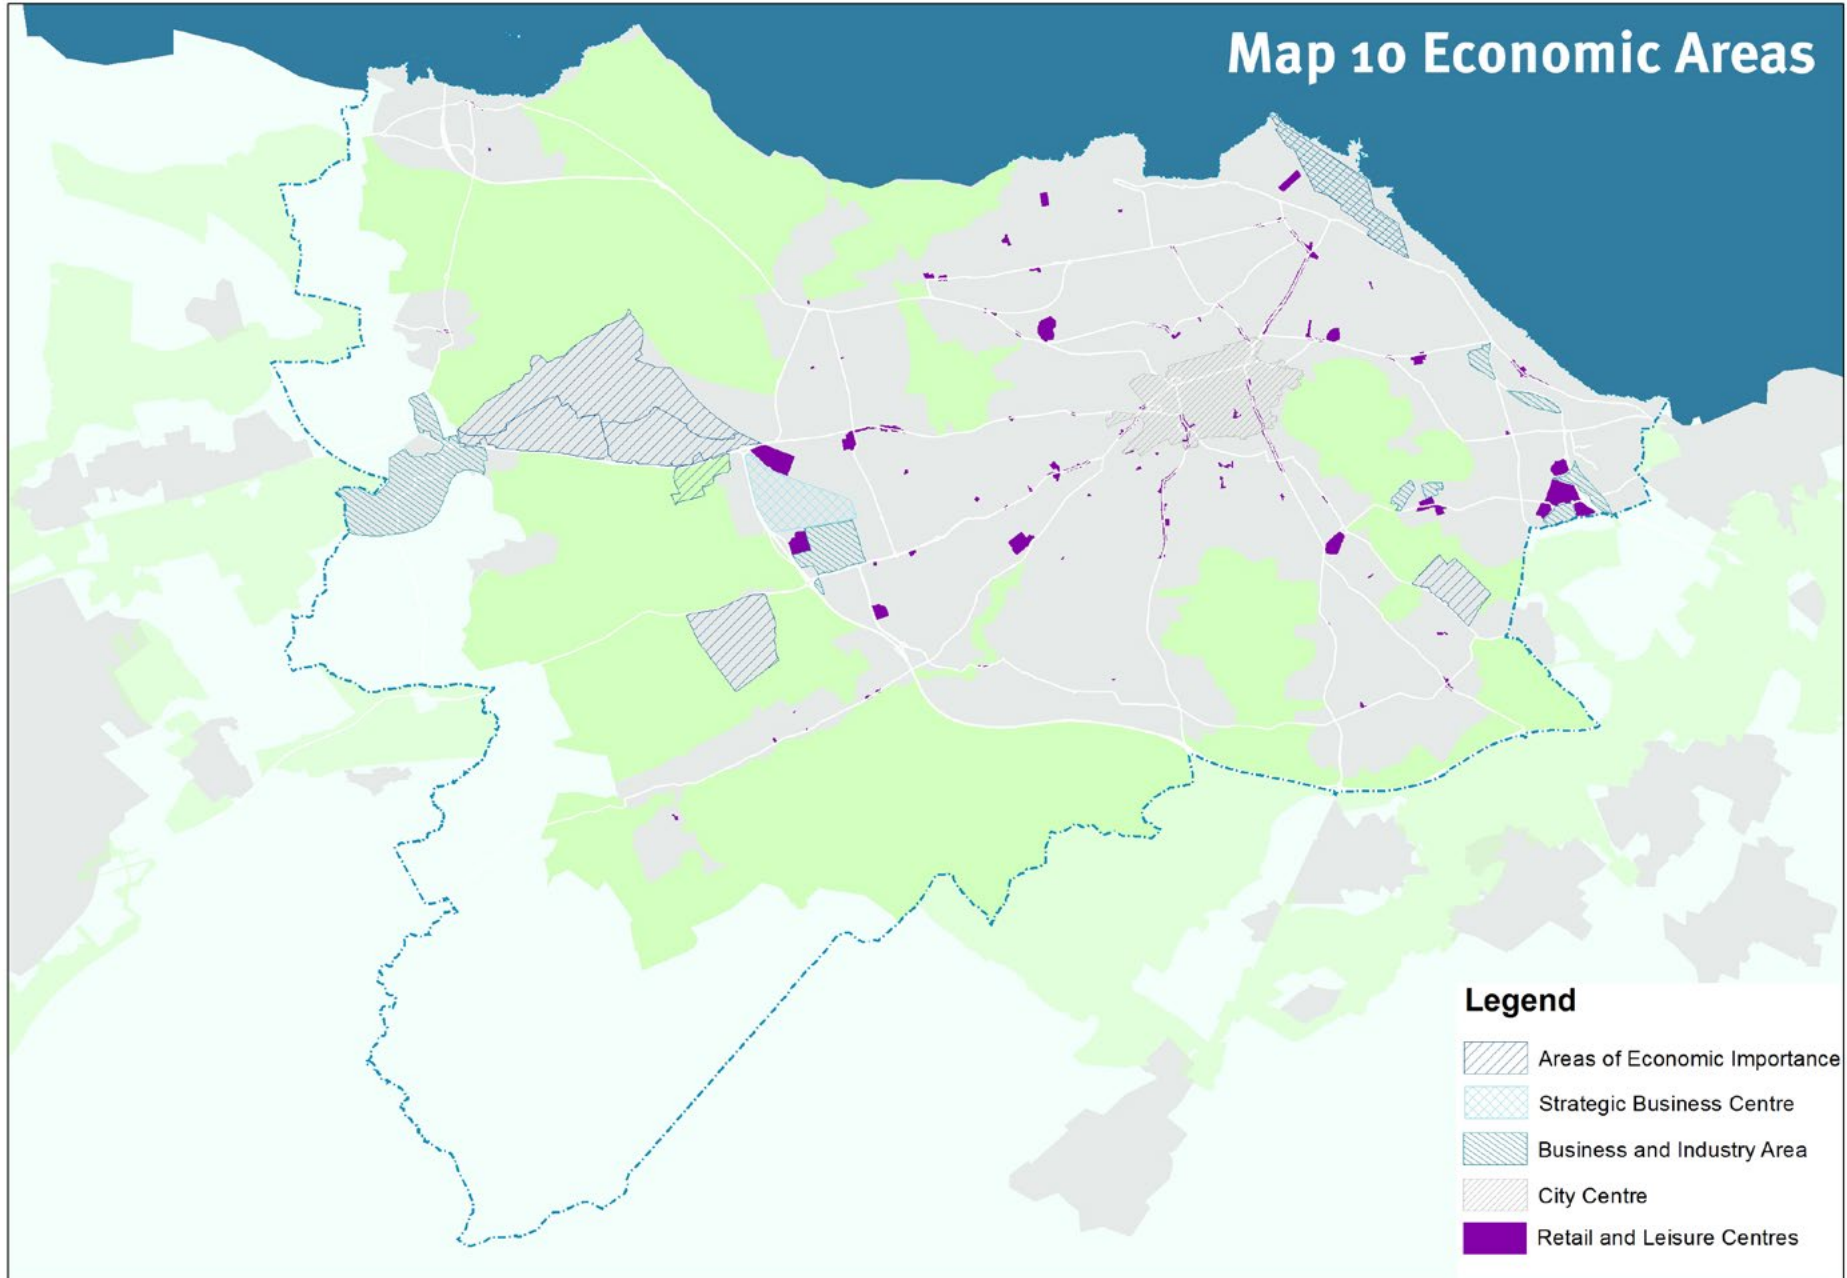 Map 10 Economic Areas
Legend
Areas of Economic Importance
Strategic Business Centre
Business and Industry Area
City Centre
Retail and Leisure Centres